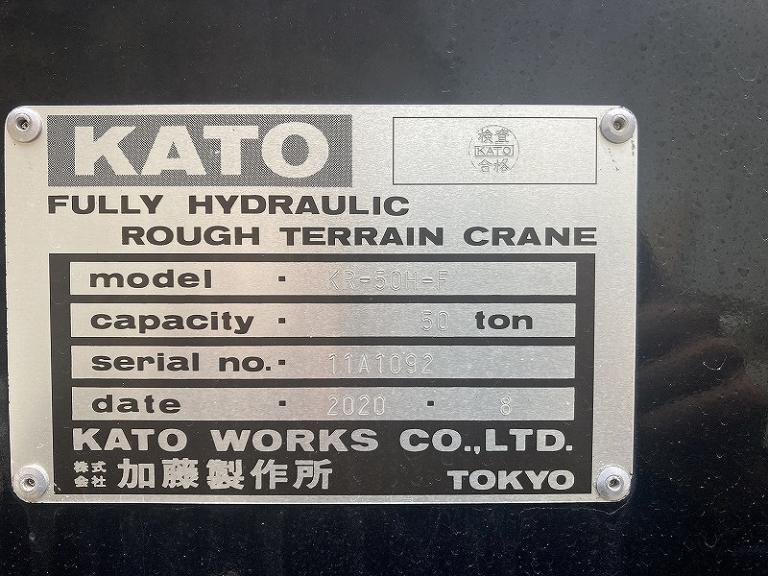 KATO
検査
KATO
合格
FULLY HYDRAULIC
ROUGH TERRAIN CRANE
model · KR-50H-F
capacity · 50 ton
serial no. · 11A1092
date · 2020 · 8
KATO WORKS CO.,LTD.
株式会社 加藤製作所 TOKYO